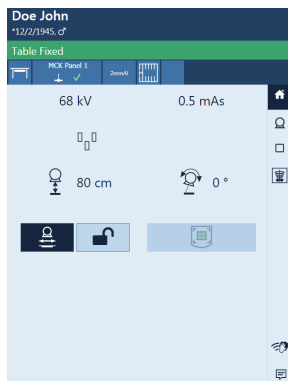 Doe John
*12/2/1945, ♂
Table Fixed
MCK Panel 1
2mmAl
68 kV 0.5 mAs
80 cm 0 °